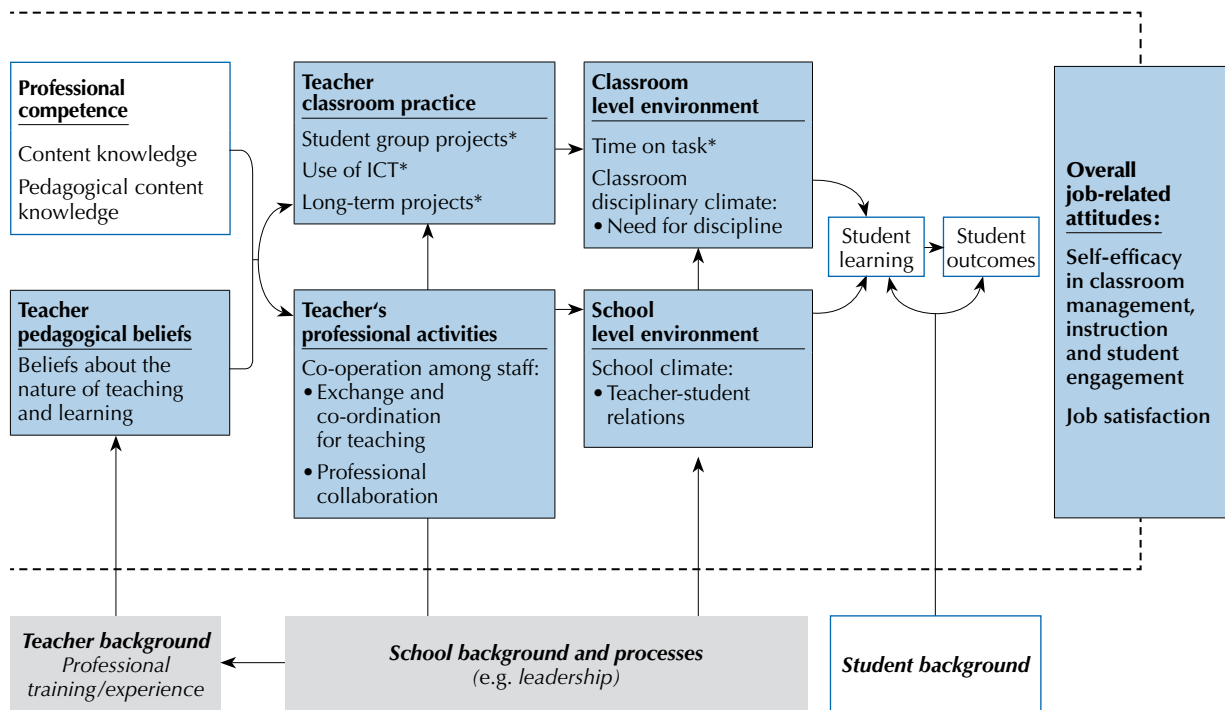 Professional
competence
Content knowledge
Pedagogical content
knowledge
Teacher
pedagogical beliefs
Beliefs about the
nature of teaching
and learning
Teacher
classroom practice
Student group projects*
Use of ICT*
Long-term projects*
Teacher‘s
professional activities
Co-operation among staff:
• Exchange and
co-ordination
for teaching
• Professional
collaboration
Classroom
level environment
Time on task*
Classroom
disciplinary climate:
• Need for discipline
School
level environment
School climate:
• Teacher-student
relations
Student
learning
Student
outcomes
Overall
job-related
attitudes:
Self-efficacy
in classroom
management,
instruction
and student
engagement
Job satisfaction
Teacher background
Professional
training/experience
School background and processes
(e.g. leadership)
Student background